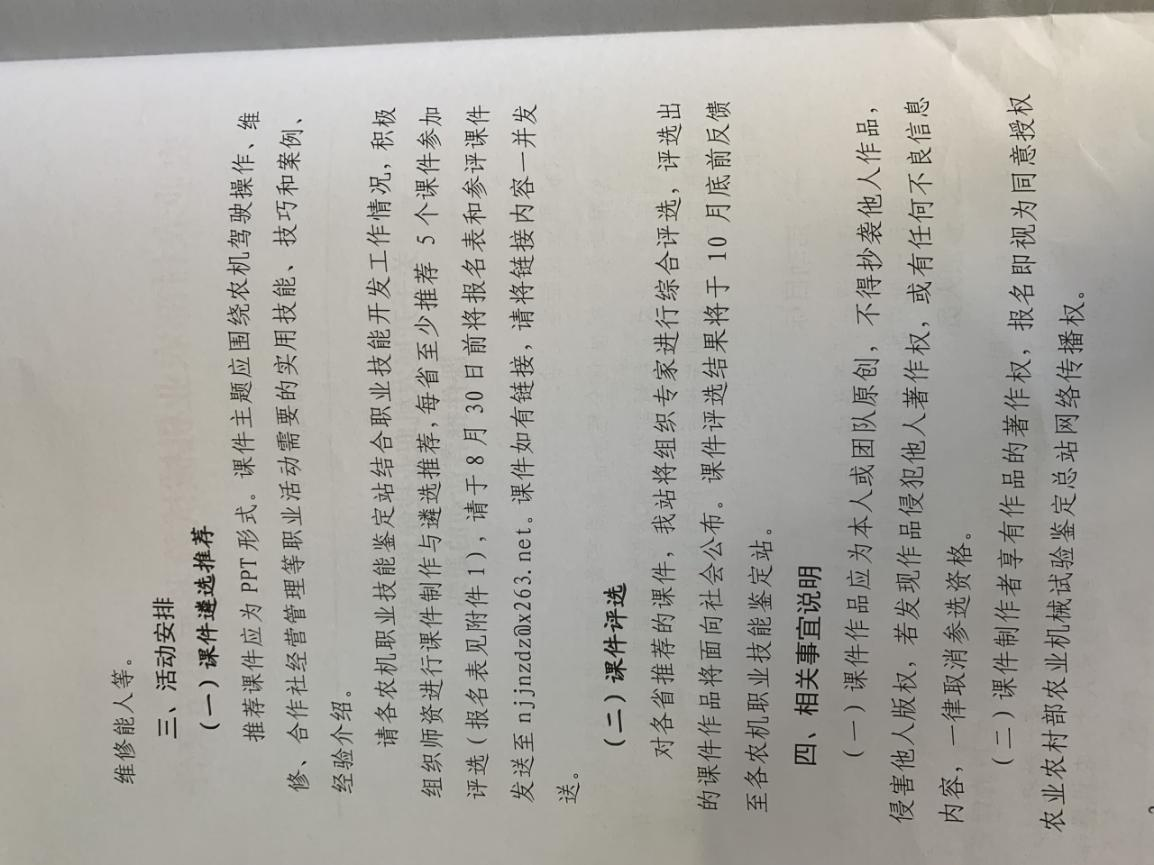 维修能人等。
三、活动安排
（一）课件遴选推荐
推荐课件应为 PPT 形式。课件主题应围绕农机驾驶操作、维
修、合作社经营管理等职业活动需要的实用技能、技巧和案例、
经验介绍。
请各农机职业技能鉴定站结合职业技能开发工作情况，积极
组织师资进行课件制作与遴选推荐，每省至少推荐 5 个课件参加
评选（报名表见附件 1），请于 8 月 30 日前将报名表和参评课件
发送至 njjnzdz@x263.net。课件如有链接，请将链接内容一并发
送。
（二）课件评选
对各省推荐的课件，我站将组织专家进行综合评选，评选出
的课件作品将面向社会公布。课件评选结果将于 10 月底前反馈
至各农机职业技能鉴定站。
四、相关事宜说明
（一）课件作品应为本人或团队原创，不得抄袭他人作品，
侵害他人版权，若发现作品侵犯他人著作权，或有任何不良信息
内容，一律取消参选资格。
（二）课件制作者享有作品的著作权，报名即视为同意授权
农业农村部农业机械试验鉴定总站网络传播权。